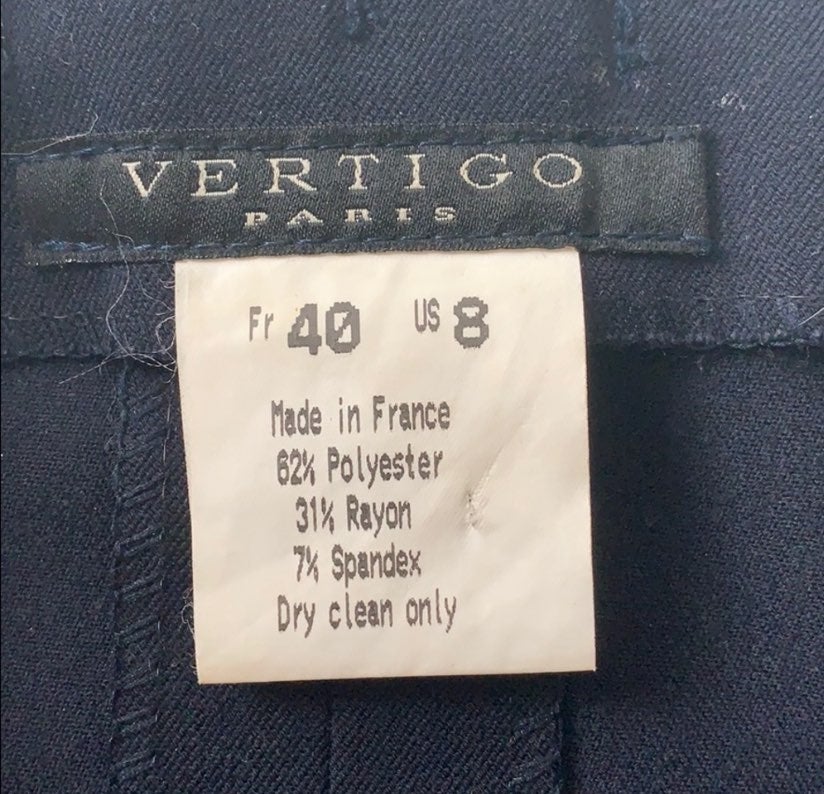 VERTIGO
PARIS
Fr 40 US 8
Made in France
62% Polyester
31% Rayon
7% Spandex
Dry clean only